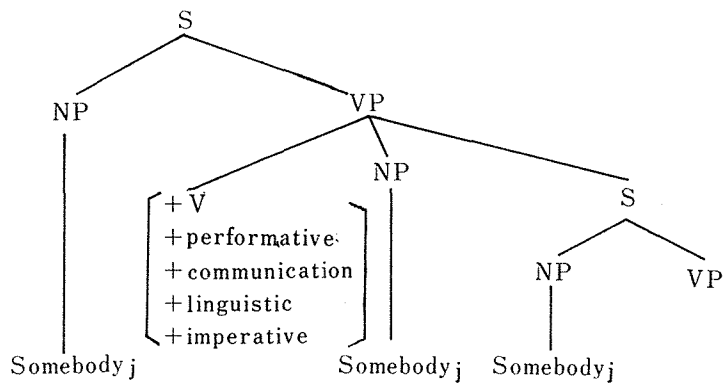 S
NP VP
NP
+V S
+performative
+communication NP VP
+linguistic
+imperative
Somebodyj Somebodyj Somebodyj